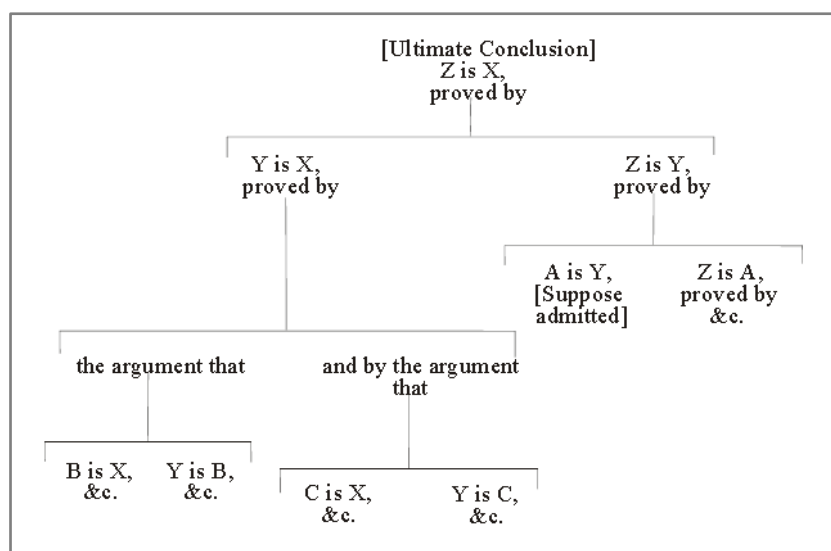 [Ultimate Conclusion]
Z is X,
proved by
Y is X,
proved by
Z is Y,
proved by
A is Y,
[Suppose
admitted]
Z is A,
proved by
&c.
the argument that
and by the argument
that
B is X,
&c.
Y is B,
&c.
C is X,
&c.
Y is C,
&c.